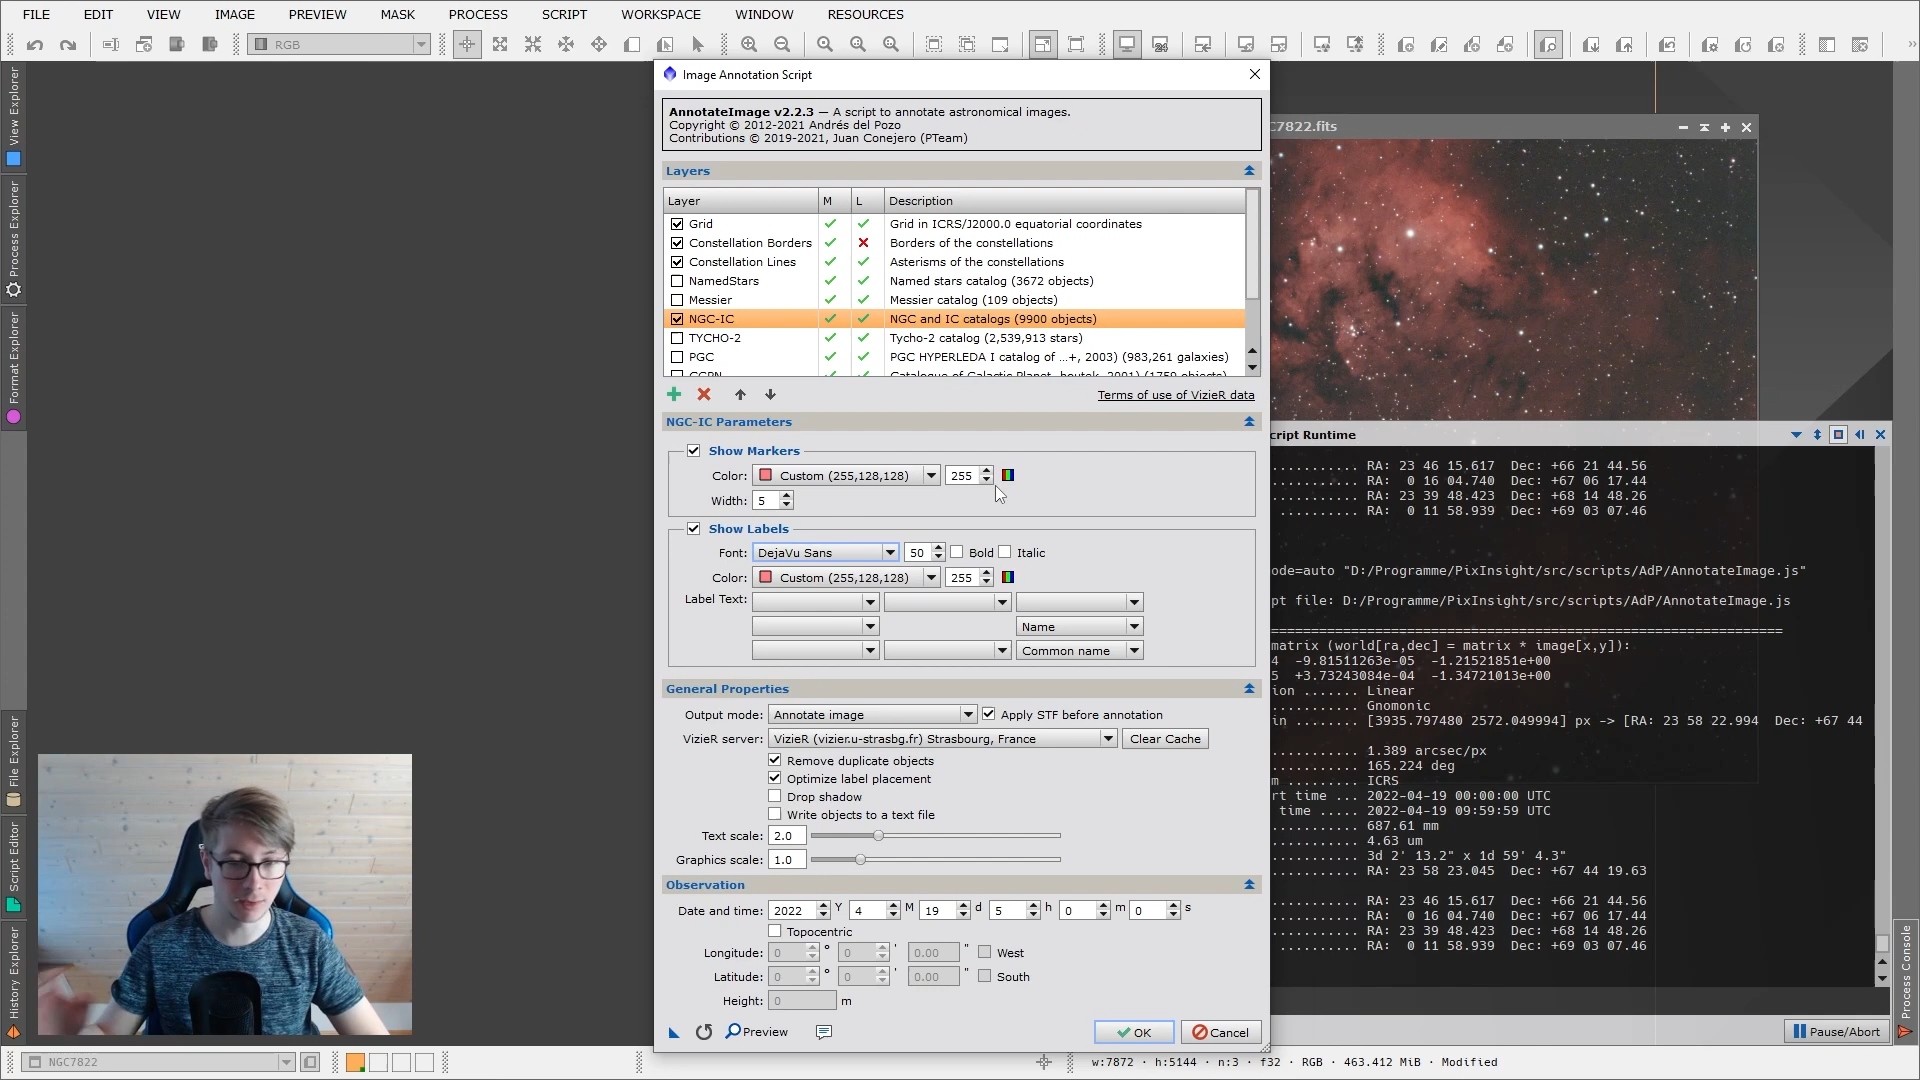 FILE EDIT VIEW IMAGE PREVIEW MASK PROCESS SCRIPT WORKSPACE WINDOW RESOURCES
RGB
24
View Explorer
Process Explorer
Format Explorer
File Explorer
Script Editor
History Explorer
Image Annotation Script
AnnotateImage v2.2.3 — A script to annotate astronomical images.
Copyright © 2012-2021 Andrés del Pozo
Contributions © 2019-2021, Juan Conejero (PTeam)
Layers
Layer M L Description
Grid Grid in ICRS/J2000.0 equatorial coordinates
Constellation Borders Borders of the constellations
Constellation Lines Asterisms of the constellations
NamedStars Named stars catalog (3672 objects)
Messier Messier catalog (109 objects)
NGC-IC NGC and IC catalogs (9900 objects)
TYCHO-2 Tycho-2 catalog (2,539,913 stars)
PGC PGC HYPERLEDA I catalog of ...+, 2003) (983,261 galaxies)
Terms of use of VizieR data
NGC-IC Parameters
Show Markers
Color: Custom (255,128,128) 255
Width: 5
Show Labels
Font: DejaVu Sans 50 Bold Italic
Color: Custom (255,128,128) 255
Label Text:
Name
Common name
General Properties
Output mode: Annotate image Apply STF before annotation
VizieR server: VizieR (vizier.u-strasbg.fr) Strasbourg, France Clear Cache
Remove duplicate objects
Optimize label placement
Drop shadow
Write objects to a text file
Text scale: 2.0
Graphics scale: 1.0
Observation
Date and time: 2022 Y 4 M 19 d 5 h 0 m 0 s
Topocentric
Longitude: 0 ° 0 ' 0.00 " West
Latitude: 0 ° 0 ' 0.00 " South
Height: 0 m
Preview OK Cancel
C7822.fits
cript Runtime
........... RA: 23 46 15.617 Dec: +66 21 44.56
........... RA:  0 16 04.740 Dec: +67 06 17.44
........... RA: 23 39 48.423 Dec: +68 14 48.26
........... RA:  0 11 58.939 Dec: +69 03 07.46
ode=auto "D:/Programme/PixInsight/src/scripts/AdP/AnnotateImage.js"
pt file: D:/Programme/PixInsight/src/scripts/AdP/AnnotateImage.js
matrix (world[ra,dec] = matrix * image[x,y]):
4 -9.81511263e-05 -1.21521851e+00
5 +3.73243084e-04 -1.34721013e+00
ion ....... Linear
........... Gnomonic
in ........ [3935.797480 2572.049994] px -> [RA: 23 58 22.994 Dec: +67 44
........... 1.389 arcsec/px
........... 165.224 deg
m ......... ICRS
rt time ... 2022-04-19 00:00:00 UTC
time ..... 2022-04-19 09:59:59 UTC
........... 687.61 mm
........... 4.63 um
........... 3d 2' 13.2" x 1d 59' 4.3"
........... RA: 23 58 23.045 Dec: +67 44 19.63
........... RA: 23 46 15.617 Dec: +66 21 44.56
........... RA:  0 16 04.740 Dec: +67 06 17.44
........... RA: 23 39 48.423 Dec: +68 14 48.26
........... RA:  0 11 58.939 Dec: +69 03 07.46
Process Console
Pause/Abort
NGC7822
w:7872 · h:5144 · n:3 · f32 · RGB · 463.412 MiB · Modified